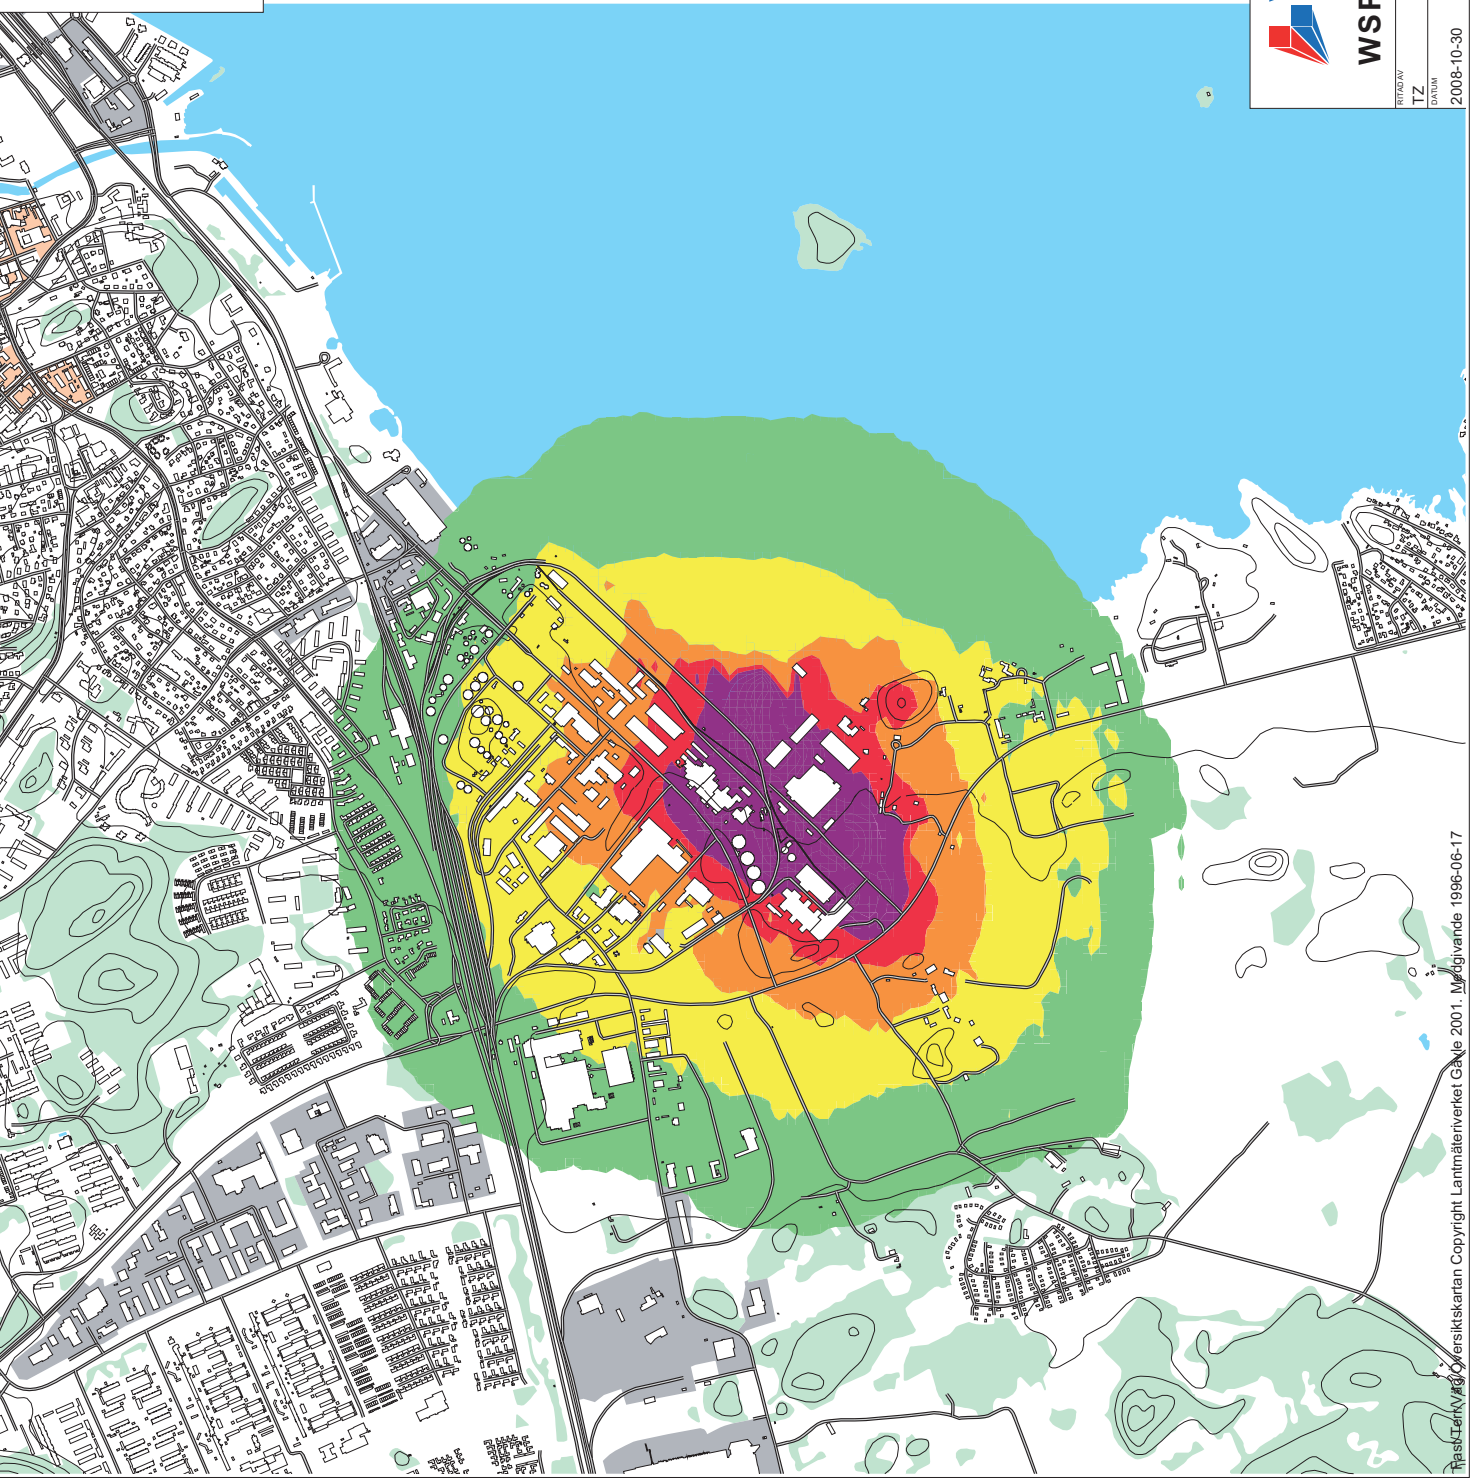 WSP
RITAD AV
TZ
DATUM
2008-10-30
Fast/Terr/Väg/Översiktskartan Copyright Lantmäteriverket Gävle 2001. Medgivande 1996-06-17